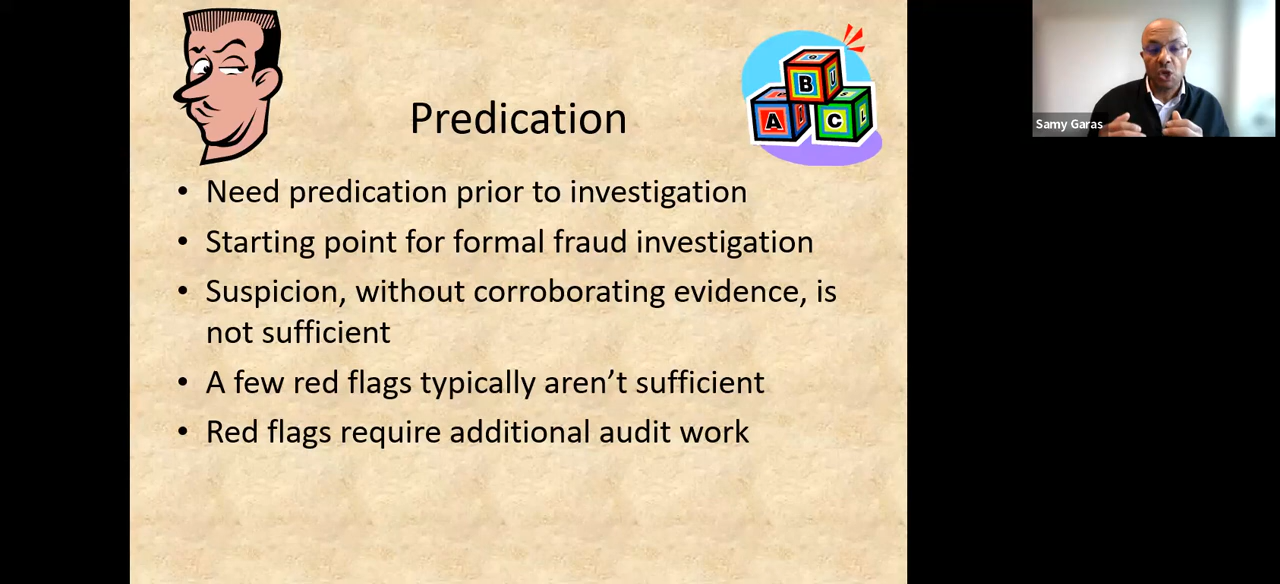 Predication
• Need predication prior to investigation
• Starting point for formal fraud investigation
• Suspicion, without corroborating evidence, is
not sufficient
• A few red flags typically aren’t sufficient
• Red flags require additional audit work
B
U
A
C
L
Samy Garas